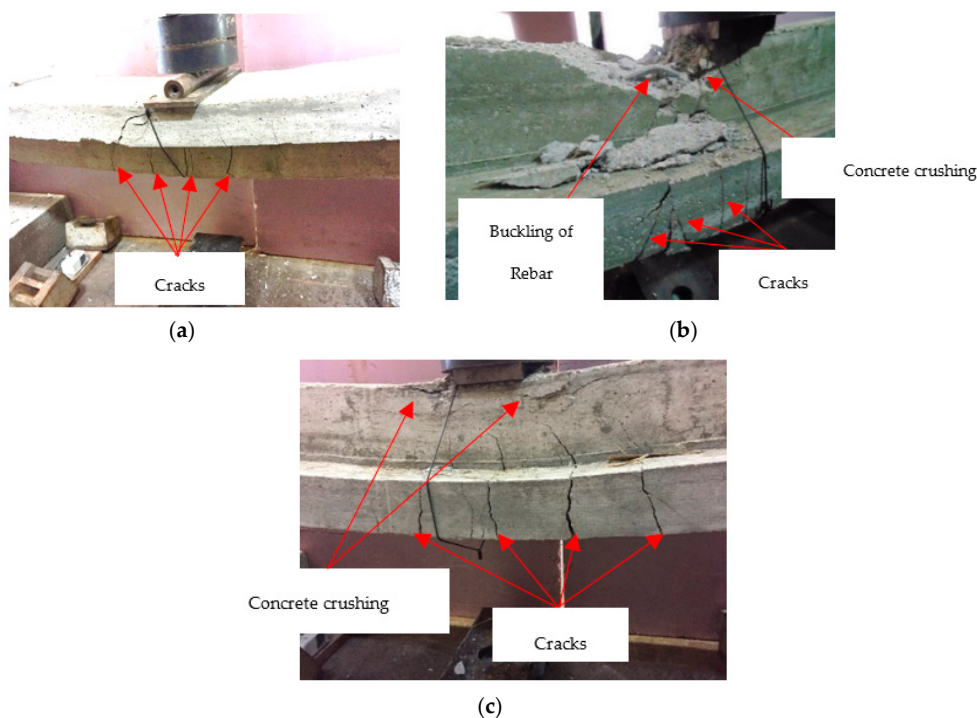 Cracks
(a)
Concrete crushing
Buckling of
Rebar
Cracks
(b)
Concrete crushing
Cracks
(c)